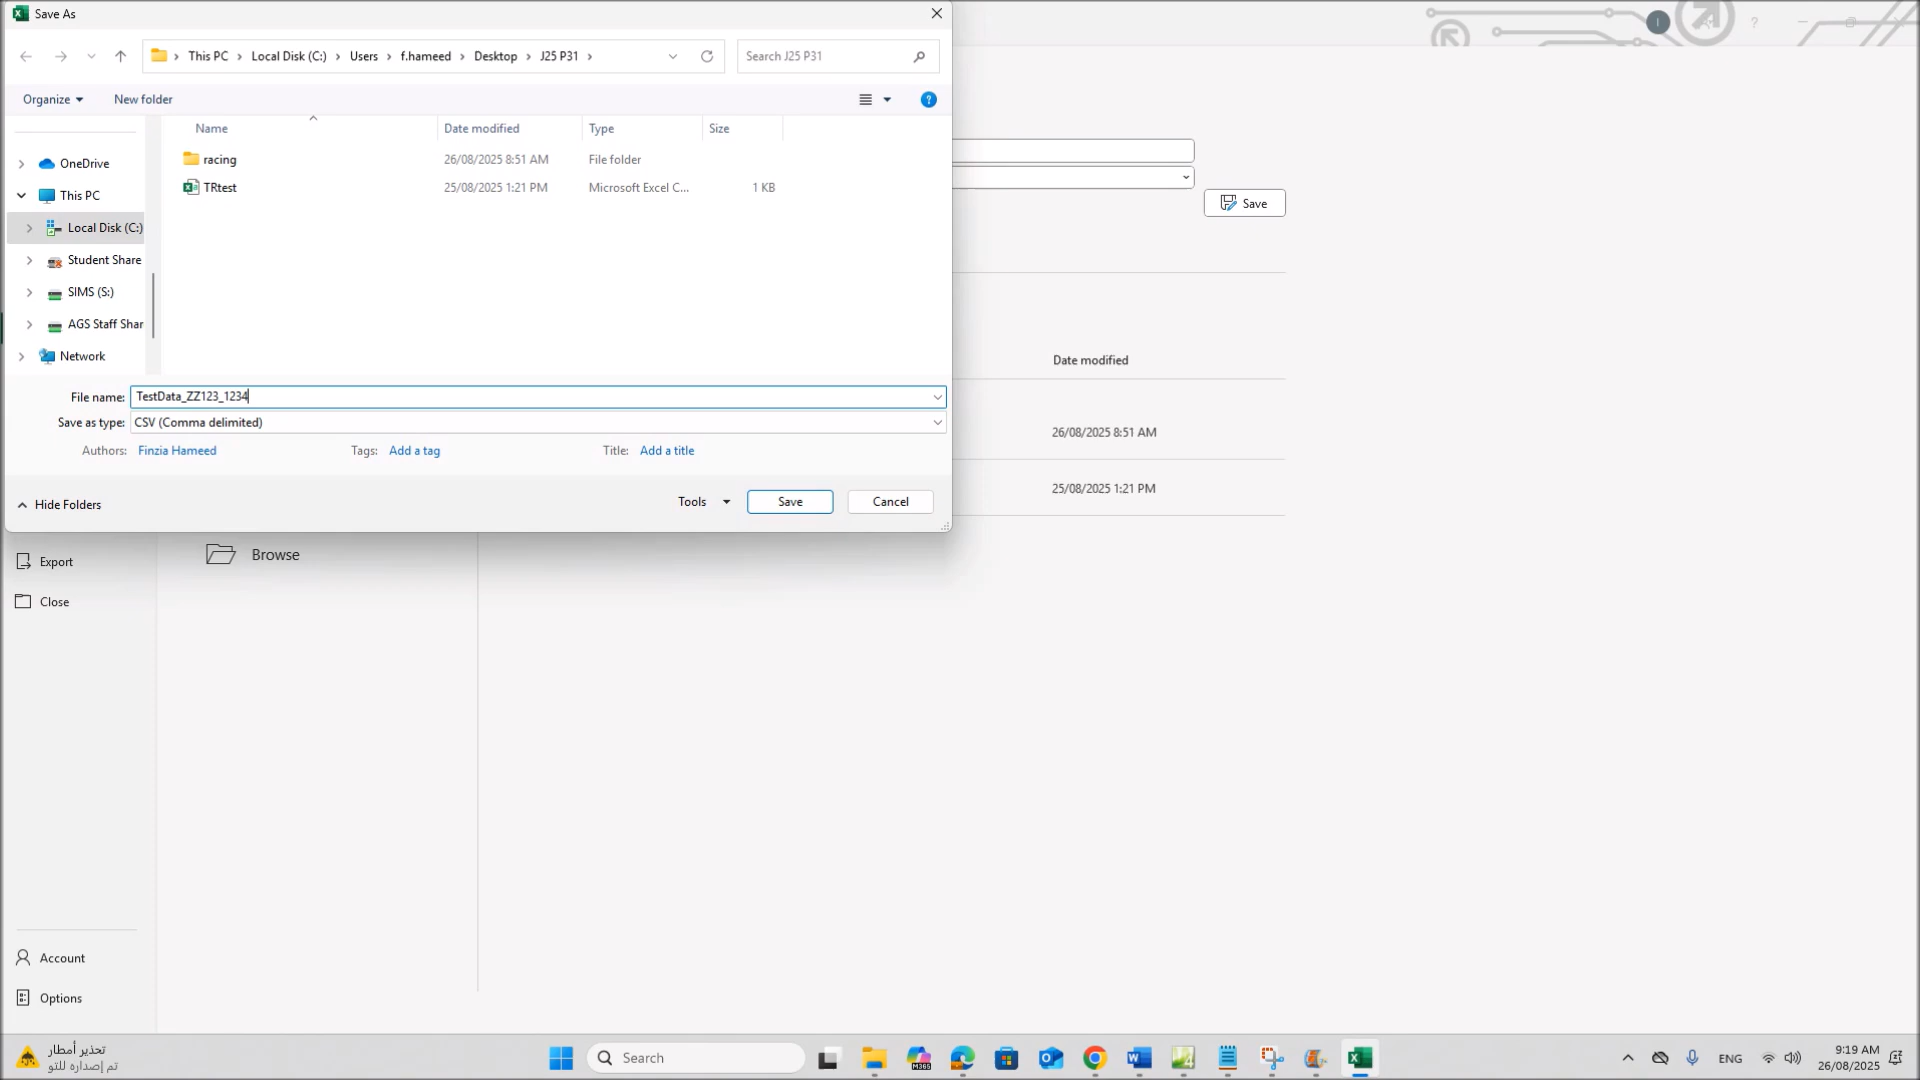 Save As
This PC > Local Disk (C:) > Users > f.hameed > Desktop > J25 P31 >
Search J25 P31
Organize
New folder
Name
Date modified
Type
Size
racing
26/08/2025 8:51 AM
File folder
TRtest
25/08/2025 1:21 PM
Microsoft Excel C...
1 KB
OneDrive
This PC
Local Disk (C:)
Student Share
SIMS (S:)
AGS Staff Shar
Network
File name: TestData_ZZ123_1234
Save as type: CSV (Comma delimited)
Authors: Finzia Hameed
Tags: Add a tag
Title: Add a title
Hide Folders
Tools
Save
Cancel
Save
Date modified
26/08/2025 8:51 AM
25/08/2025 1:21 PM
Browse
Export
Close
Account
Options
تحذير أمطار
تم إصداره للتو
Search
M365
ENG
9:19 AM
26/08/2025